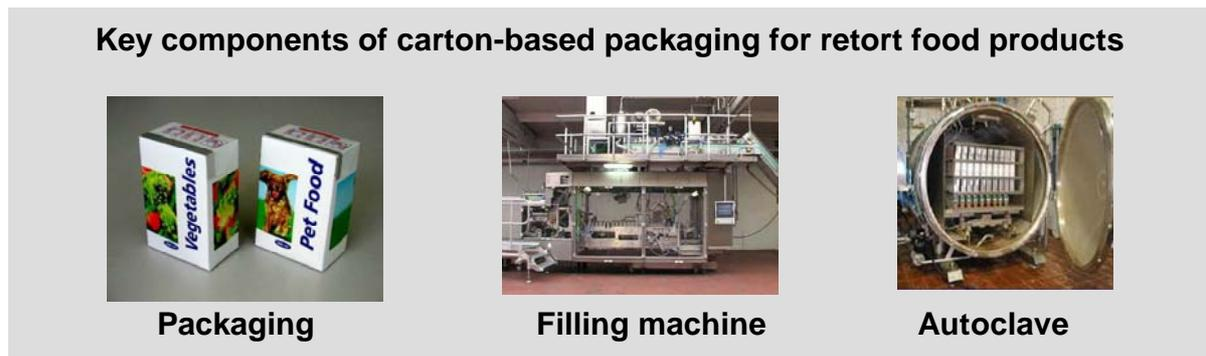 Key components of carton-based packaging for retort food products
Vegetables
Pet Food
Packaging
Filling machine
Autoclave